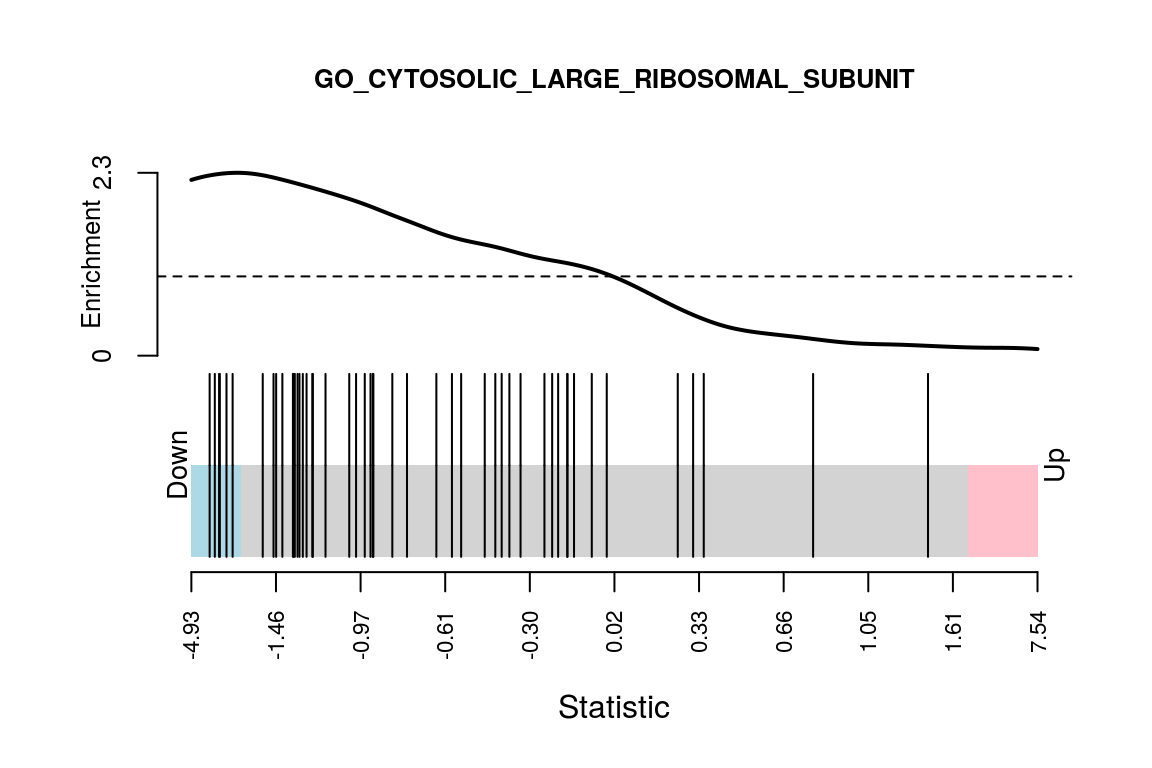 GO_CYTOSOLIC_LARGE_RIBOSOMAL_SUBUNIT
2.3
Enrichment
0
Down
Up
-4.93 -1.46 -0.97 -0.61 -0.30 0.02 0.33 0.66 1.05 1.61 7.54
Statistic